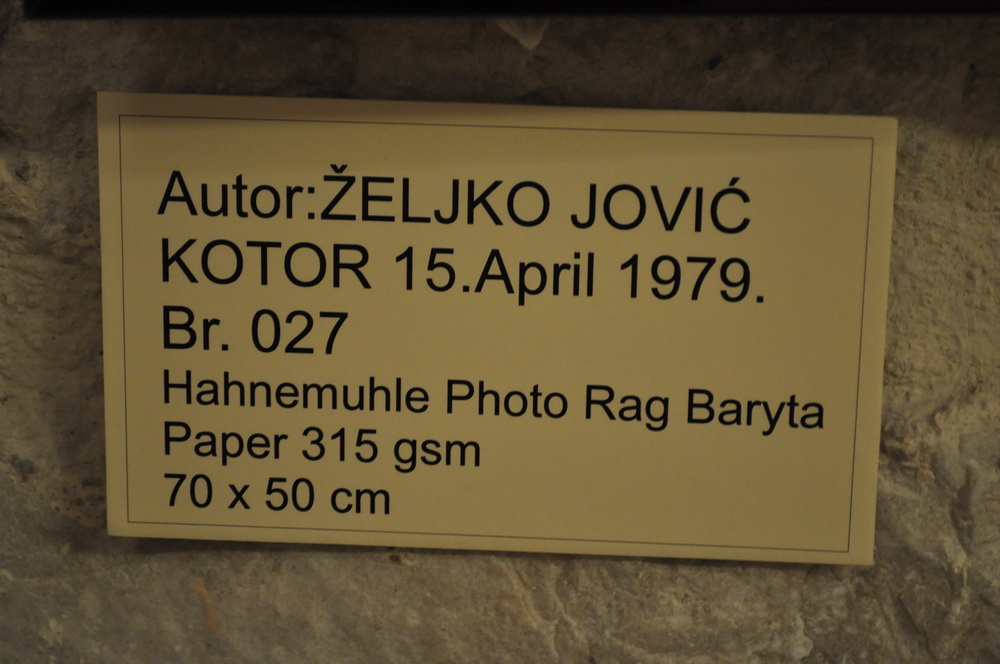 Autor:ŽELJKO JOVIĆ
KOTOR 15.April 1979.
Br. 027
Hahnemuhle Photo Rag Baryta
Paper 315 gsm
70 x 50 cm